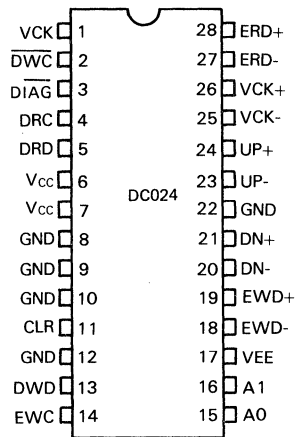 VCK 1 28 ERD+
DWC 2 27 ERD-
DIAG 3 26 VCK+
DRC 4 25 VCK-
DRD 5 24 UP+
VCC 6 23 UP-
VCC 7 DC024 22 GND
GND 8 21 DN+
GND 9 20 DN-
GND 10 19 EWD+
CLR 11 18 EWD-
GND 12 17 VEE
DWD 13 16 A1
EWC 14 15 A0